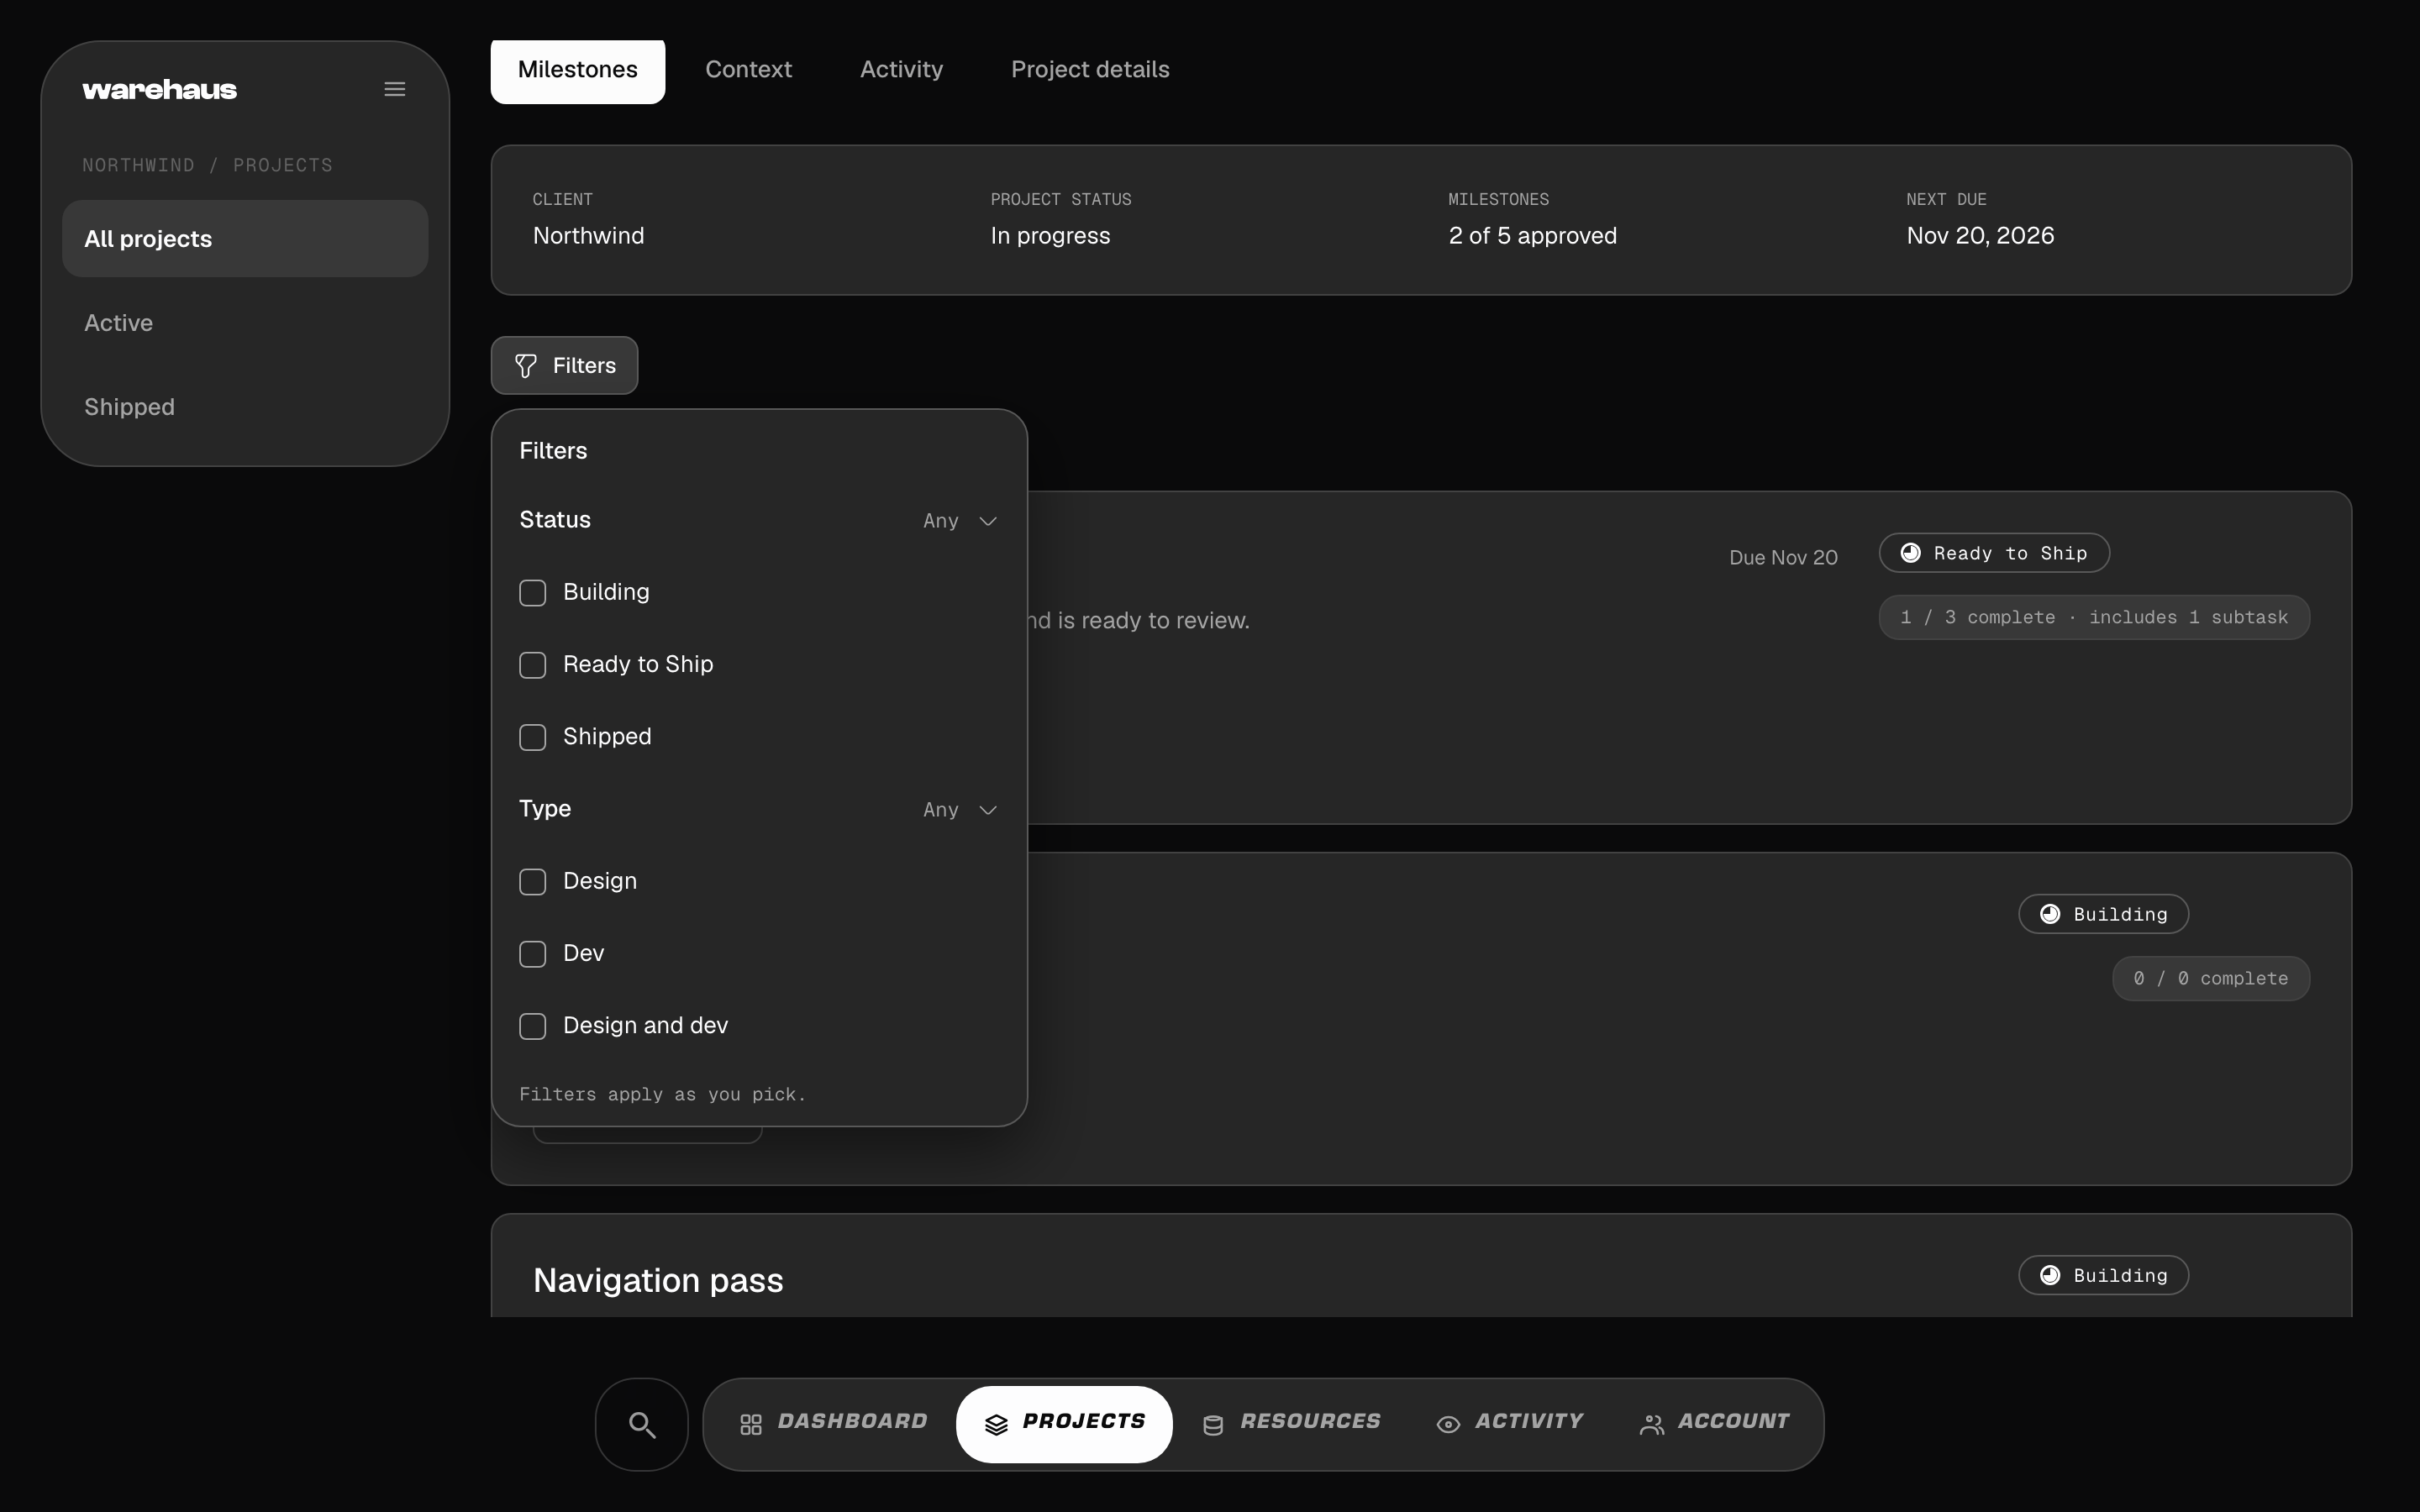 warehaus
NORTHWIND / PROJECTS
All projects
Active
Shipped
Milestones Context Activity Project details
CLIENT PROJECT STATUS MILESTONES NEXT DUE
Northwind In progress 2 of 5 approved Nov 20, 2026
Filters
Filters
Status Any
Building
Ready to Ship
Shipped
Type Any
Design
Dev
Design and dev
Filters apply as you pick.
Due Nov 20 Ready to Ship
is ready to review.
1 / 3 complete · includes 1 subtask
Building
0 / 0 complete
Navigation pass Building
DASHBOARD PROJECTS RESOURCES ACTIVITY ACCOUNT